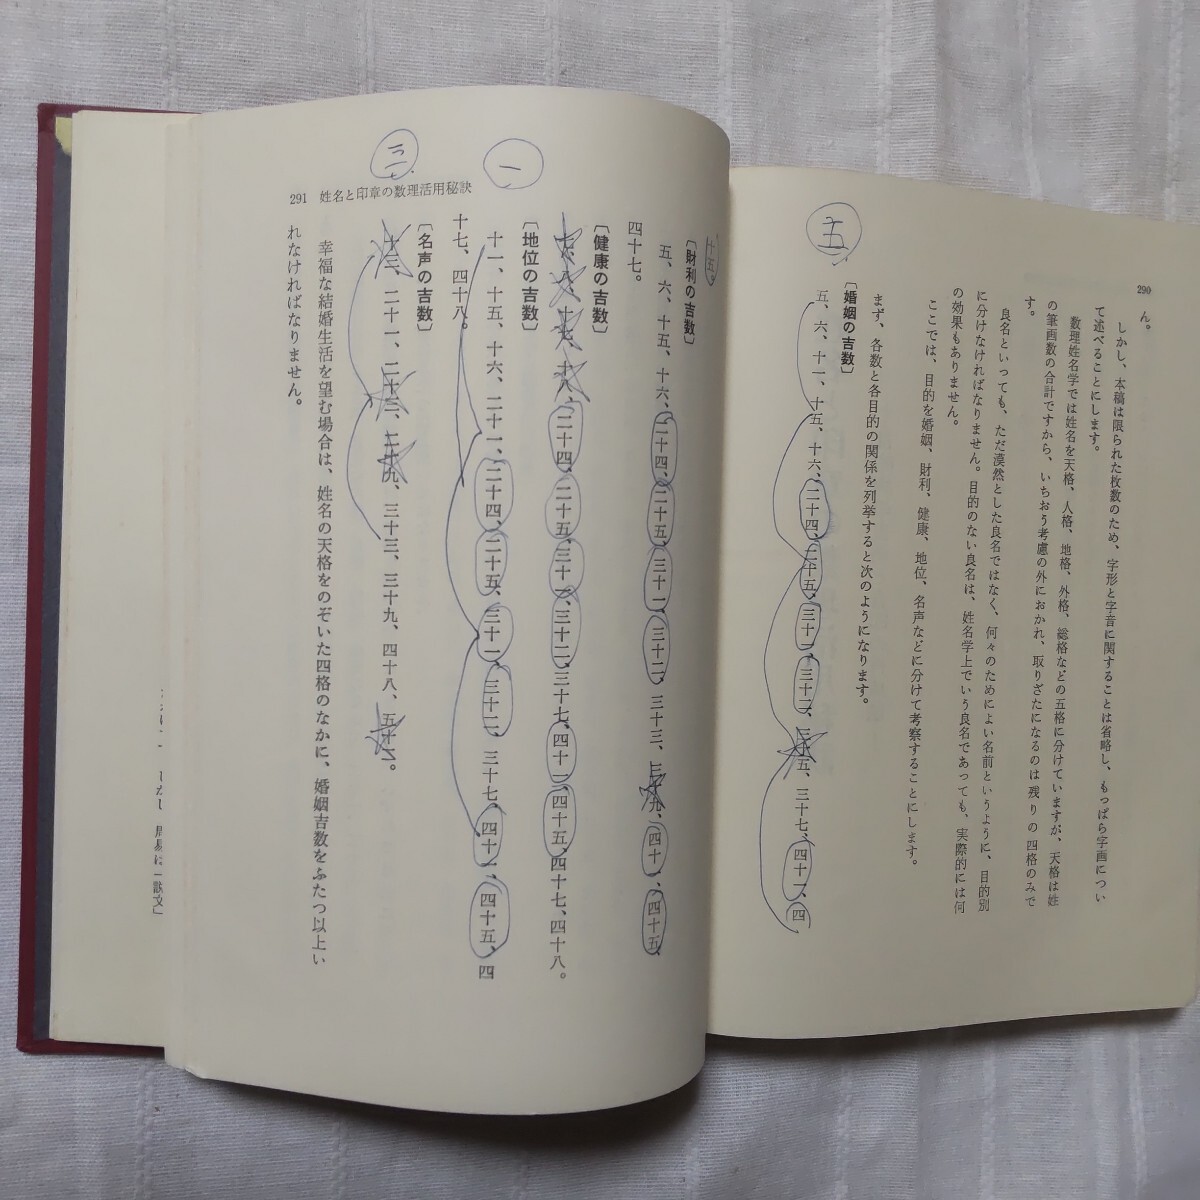 290
ん。
しかし、本稿は限られた枚数のため、字形と字音に関することは省略し、もっぱら字画につい
て述べることにします。
数理姓名学では姓名を天格、人格、地格、外格、総格などの五格に分けていますが、天格は姓
の筆画数の合計ですから、いちおう考慮の外におかれ、取りざたになるのは残りの四格のみで
す。
良名といっても、ただ漠然とした良名ではなく、何々のためによい名前というように、目的別
に分けなければなりません。目的のない良名は、姓名学上でいう良名であっても、実際的には何
の効果もありません。
ここでは、目的を婚姻、財利、健康、地位、名声などに分けて考察することにします。
まず、各数と各目的の関係を列挙すると次のようになります。
五
〔婚姻の吉数〕
五、六、十一、十五、十六、二十四、二十五、三十一、三十二、三十五、三十七、四十一、四
291 姓名と印章の数理活用秘訣
一
三
十五。
〔財利の吉数〕
五、六、十五、十六、二十四、二十五、三十一、三十二、三十三、三十九、四十一、四十五、
四十七。
〔健康の吉数〕
七、八、十七、十八、二十四、二十五、三十一、三十二、三十七、四十一、四十五、四十七、四十八。
〔地位の吉数〕
十一、十五、十六、二十一、二十四、二十五、三十一、三十二、三十七、四十一、四十五、四
十七、四十八。
〔名声の吉数〕
十三、二十一、二十三、二十九、三十三、三十九、四十八、五十二。
幸福な結婚生活を望む場合は、姓名の天格をのぞいた四格のなかに、婚姻吉数をふたつ以上い
れなければなりません。